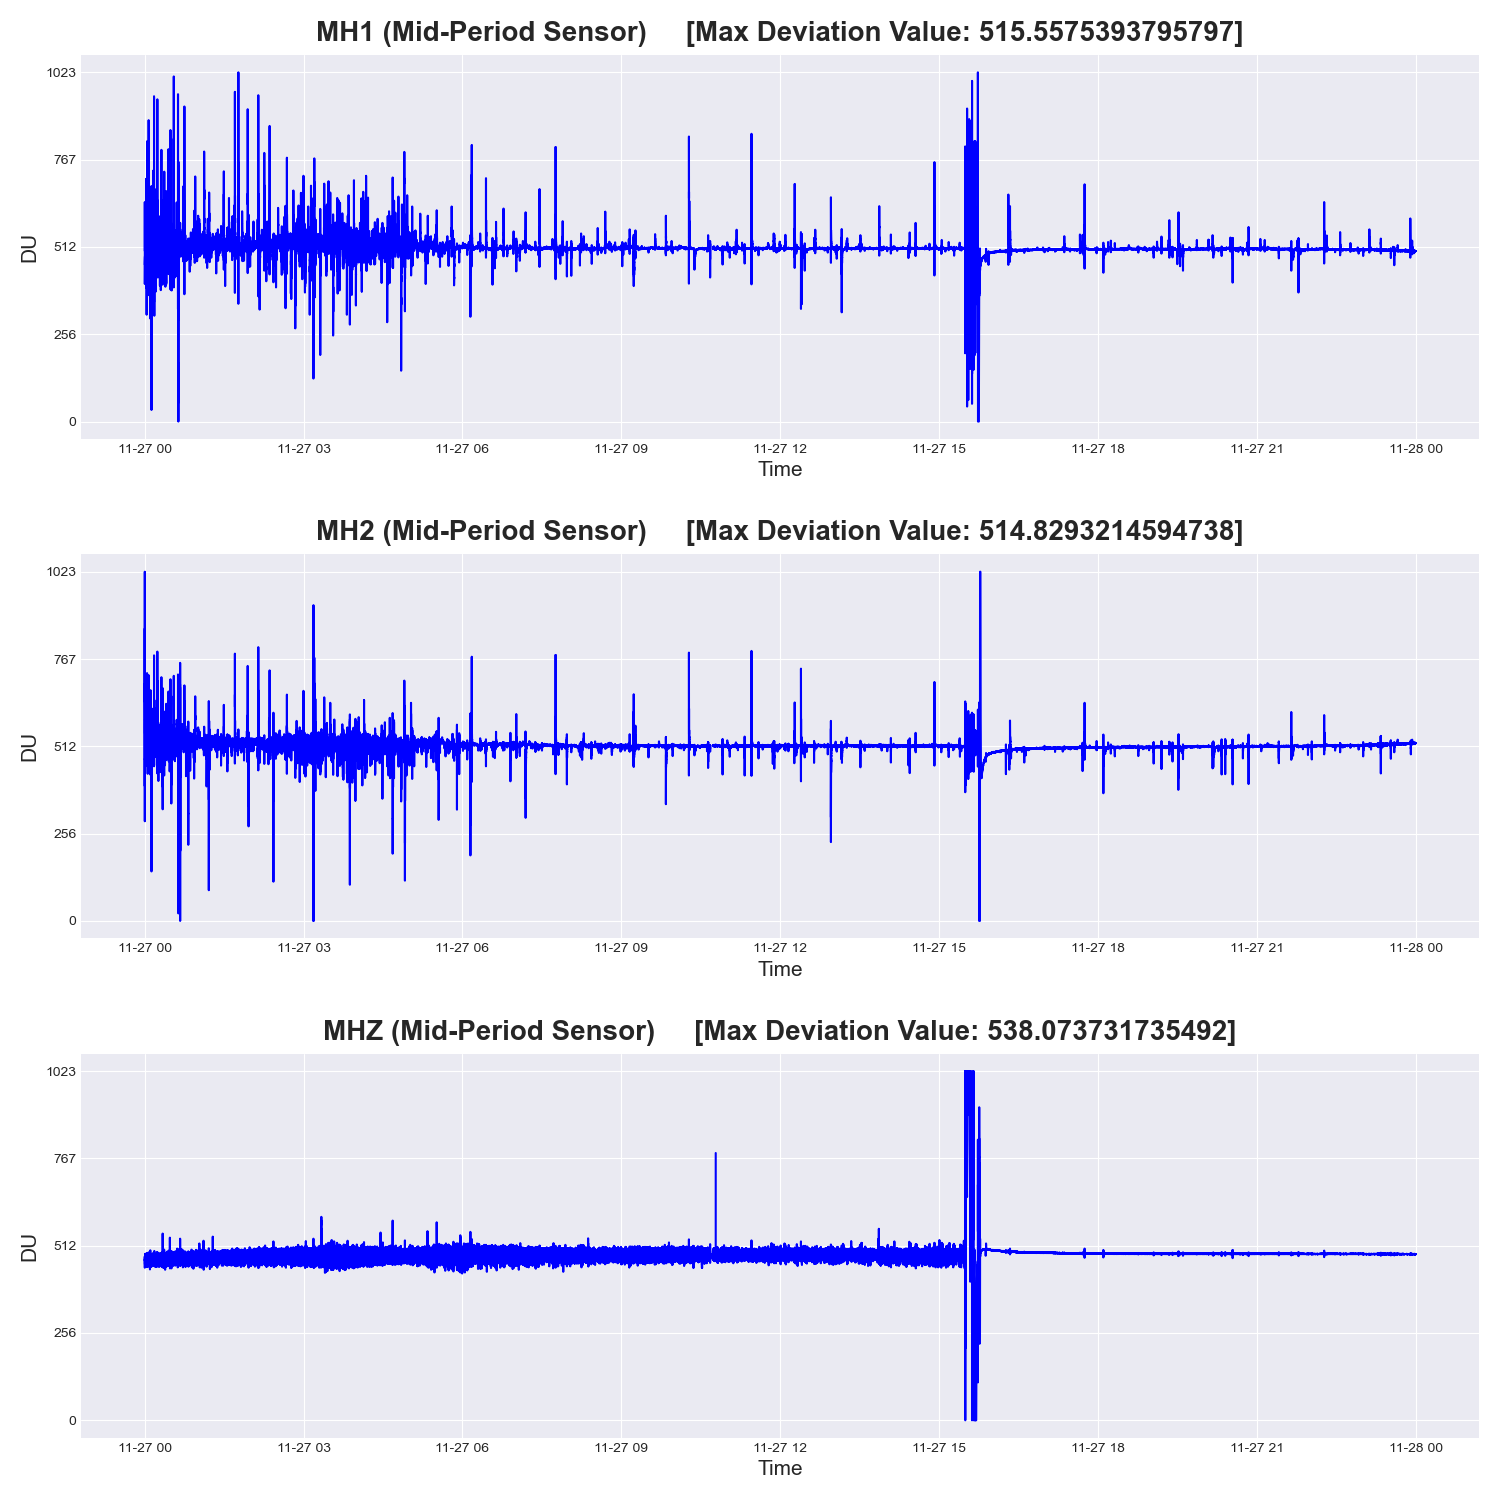 MH1 (Mid-Period Sensor) [Max Deviation Value: 515.5575393795797]
1023
767
512
256
0
DU
11-27 00 11-27 03 11-27 06 11-27 09 11-27 12 11-27 15 11-27 18 11-27 21 11-28 00
Time
MH2 (Mid-Period Sensor) [Max Deviation Value: 514.8293214594738]
1023
767
512
256
0
DU
11-27 00 11-27 03 11-27 06 11-27 09 11-27 12 11-27 15 11-27 18 11-27 21 11-28 00
Time
MHZ (Mid-Period Sensor) [Max Deviation Value: 538.073731735492]
1023
767
512
256
0
DU
11-27 00 11-27 03 11-27 06 11-27 09 11-27 12 11-27 15 11-27 18 11-27 21 11-28 00
Time